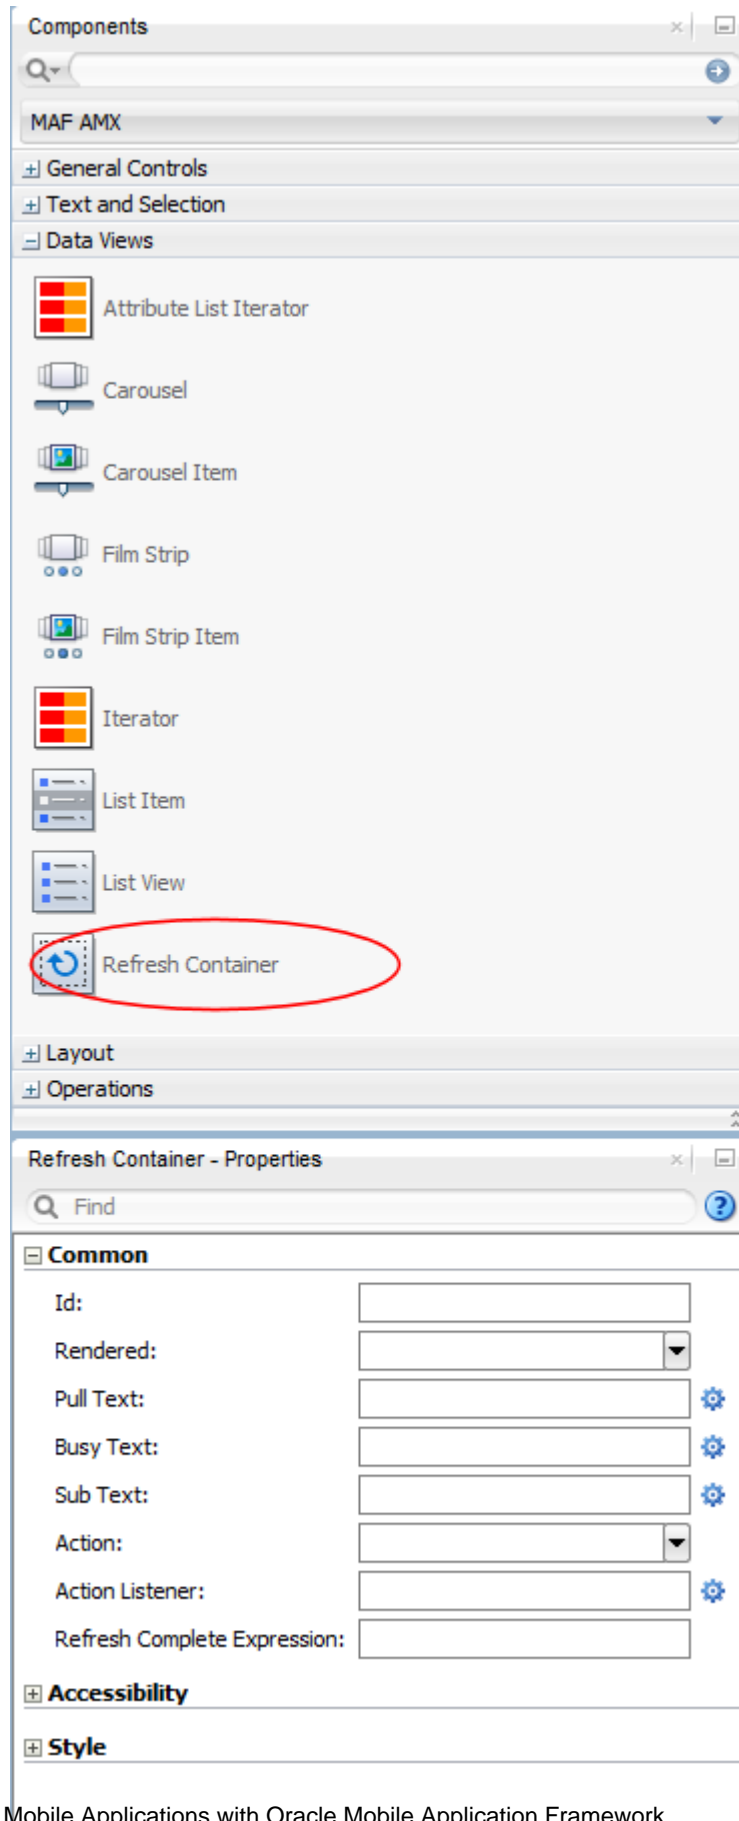 Components
MAF AMX
General Controls
Text and Selection
Data Views
Attribute List Iterator
Carousel
Carousel Item
Film Strip
Film Strip Item
Iterator
List Item
List View
Refresh Container
Layout
Operations
Refresh Container - Properties
Find
Common
Id:
Rendered:
Pull Text:
Busy Text:
Sub Text:
Action:
Action Listener:
Refresh Complete Expression:
Accessibility
Style
Mobile Applications with Oracle Mobile Application Framework